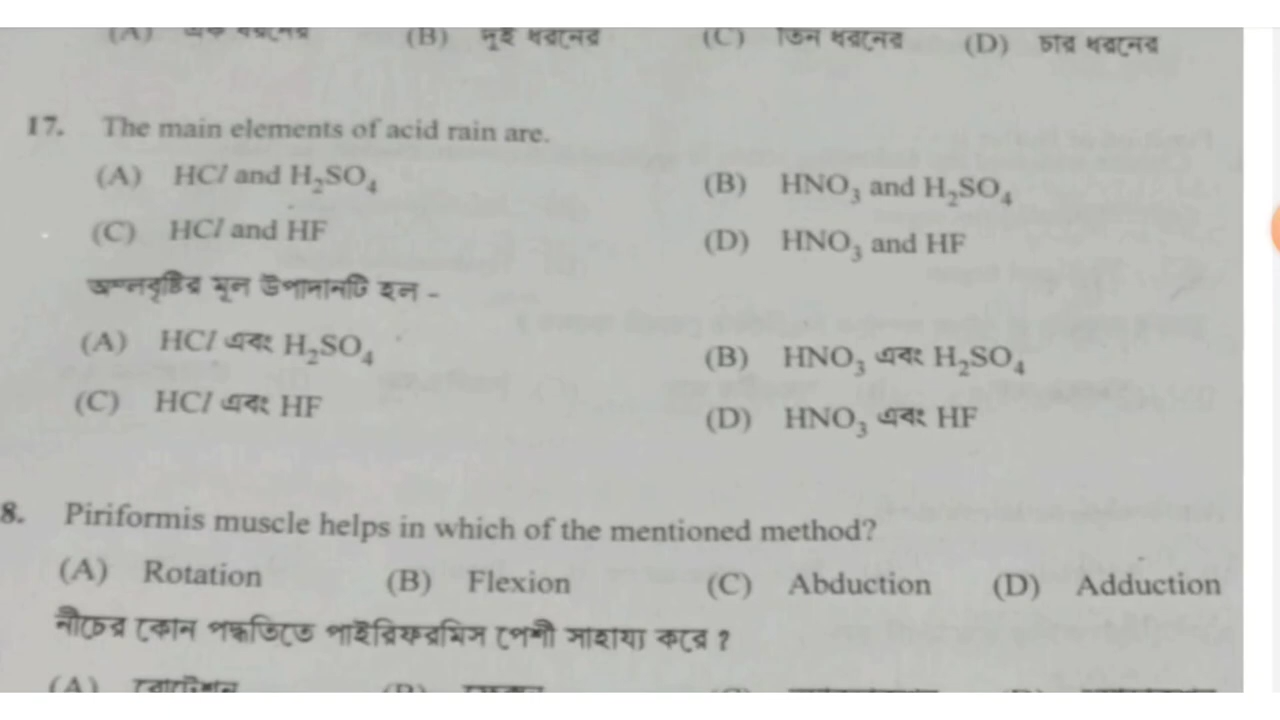 (A) এক ধরনের (B) দুই ধরনের (C) তিন ধরনের (D) চার ধরনের
17. The main elements of acid rain are.
(A) HCl and H₂SO₄ (B) HNO₃ and H₂SO₄
(C) HCl and HF (D) HNO₃ and HF
অম্লবৃষ্টির মূল উপাদানটি হল -
(A) HCl এবং H₂SO₄ (B) HNO₃ এবং H₂SO₄
(C) HCl এবং HF (D) HNO₃ এবং HF
8. Piriformis muscle helps in which of the mentioned method?
(A) Rotation (B) Flexion (C) Abduction (D) Adduction
নীচের কোন পদ্ধতিতে পাইরিফরমিস পেশী সাহায্য করে ?
(A) রোটেশন